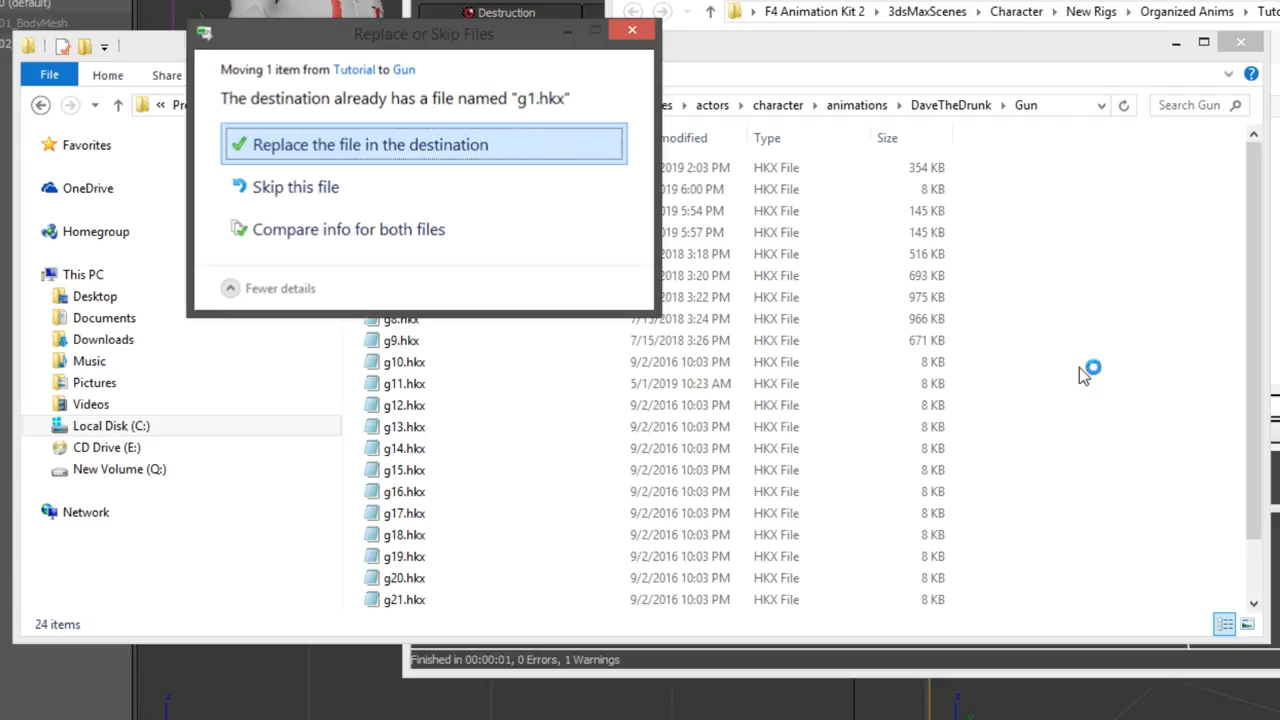 0 (default)
01_BodyMesh
02
Destruction
F4 Animation Kit 2 3dsMaxScenes Character New Rigs Organized Anims Tuto
Replace or Skip Files
Moving 1 item from Tutorial to Gun
The destination already has a file named "g1.hkx"
Replace the file in the destination
Skip this file
Compare info for both files
Fewer details
File Home Share
« Pr
es actors character animations DaveTheDrunk Gun
Search Gun
Favorites
OneDrive
Homegroup
This PC
Desktop
Documents
Downloads
Music
Pictures
Videos
Local Disk (C:)
CD Drive (E:)
New Volume (Q:)
Network
modified Type Size
2019 2:03 PM HKX File 354 KB
019 6:00 PM HKX File 8 KB
019 5:54 PM HKX File 145 KB
019 5:57 PM HKX File 145 KB
2018 3:18 PM HKX File 516 KB
2018 3:20 PM HKX File 693 KB
2018 3:22 PM HKX File 975 KB
g8.hkx 7/15/2018 3:24 PM HKX File 966 KB
g9.hkx 7/15/2018 3:26 PM HKX File 671 KB
g10.hkx 9/2/2016 10:03 PM HKX File 8 KB
g11.hkx 5/1/2019 10:23 AM HKX File 8 KB
g12.hkx 9/2/2016 10:03 PM HKX File 8 KB
g13.hkx 9/2/2016 10:03 PM HKX File 8 KB
g14.hkx 9/2/2016 10:03 PM HKX File 8 KB
g15.hkx 9/2/2016 10:03 PM HKX File 8 KB
g16.hkx 9/2/2016 10:03 PM HKX File 8 KB
g17.hkx 9/2/2016 10:03 PM HKX File 8 KB
g18.hkx 9/2/2016 10:03 PM HKX File 8 KB
g19.hkx 9/2/2016 10:03 PM HKX File 8 KB
g20.hkx 9/2/2016 10:03 PM HKX File 8 KB
g21.hkx 9/2/2016 10:03 PM HKX File 8 KB
24 items
Finished in 00:00:01, 0 Errors, 1 Warnings
z z